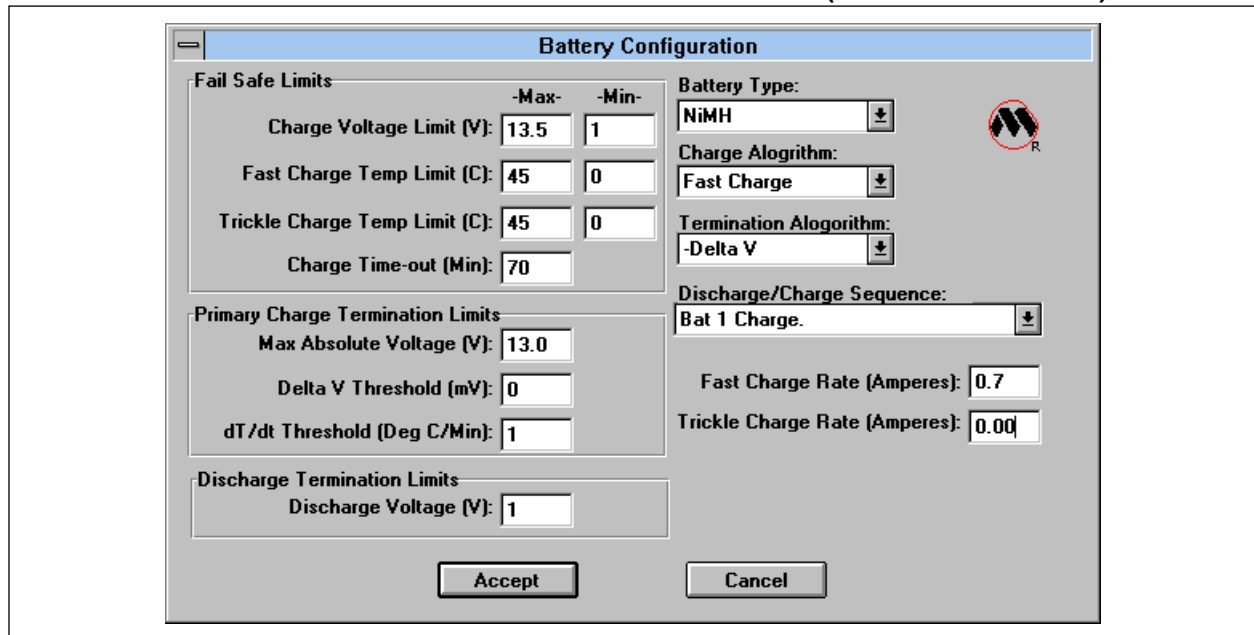 Battery Configuration
Fail Safe Limits
-Max- -Min-
Charge Voltage Limit (V): 13.5 1
Fast Charge Temp Limit (C): 45 0
Trickle Charge Temp Limit (C): 45 0
Charge Time-out (Min): 70
Primary Charge Termination Limits
Max Absolute Voltage (V): 13.0
Delta V Threshold (mV): 0
dT/dt Threshold (Deg C/Min): 1
Discharge Termination Limits
Discharge Voltage (V): 1
Battery Type:
NiMH
R
Charge Alogrithm:
Fast Charge
Termination Alogorithm:
-Delta V
Discharge/Charge Sequence:
Bat 1 Charge.
Fast Charge Rate (Amperes): 0.7
Trickle Charge Rate (Amperes): 0.00
Accept Cancel